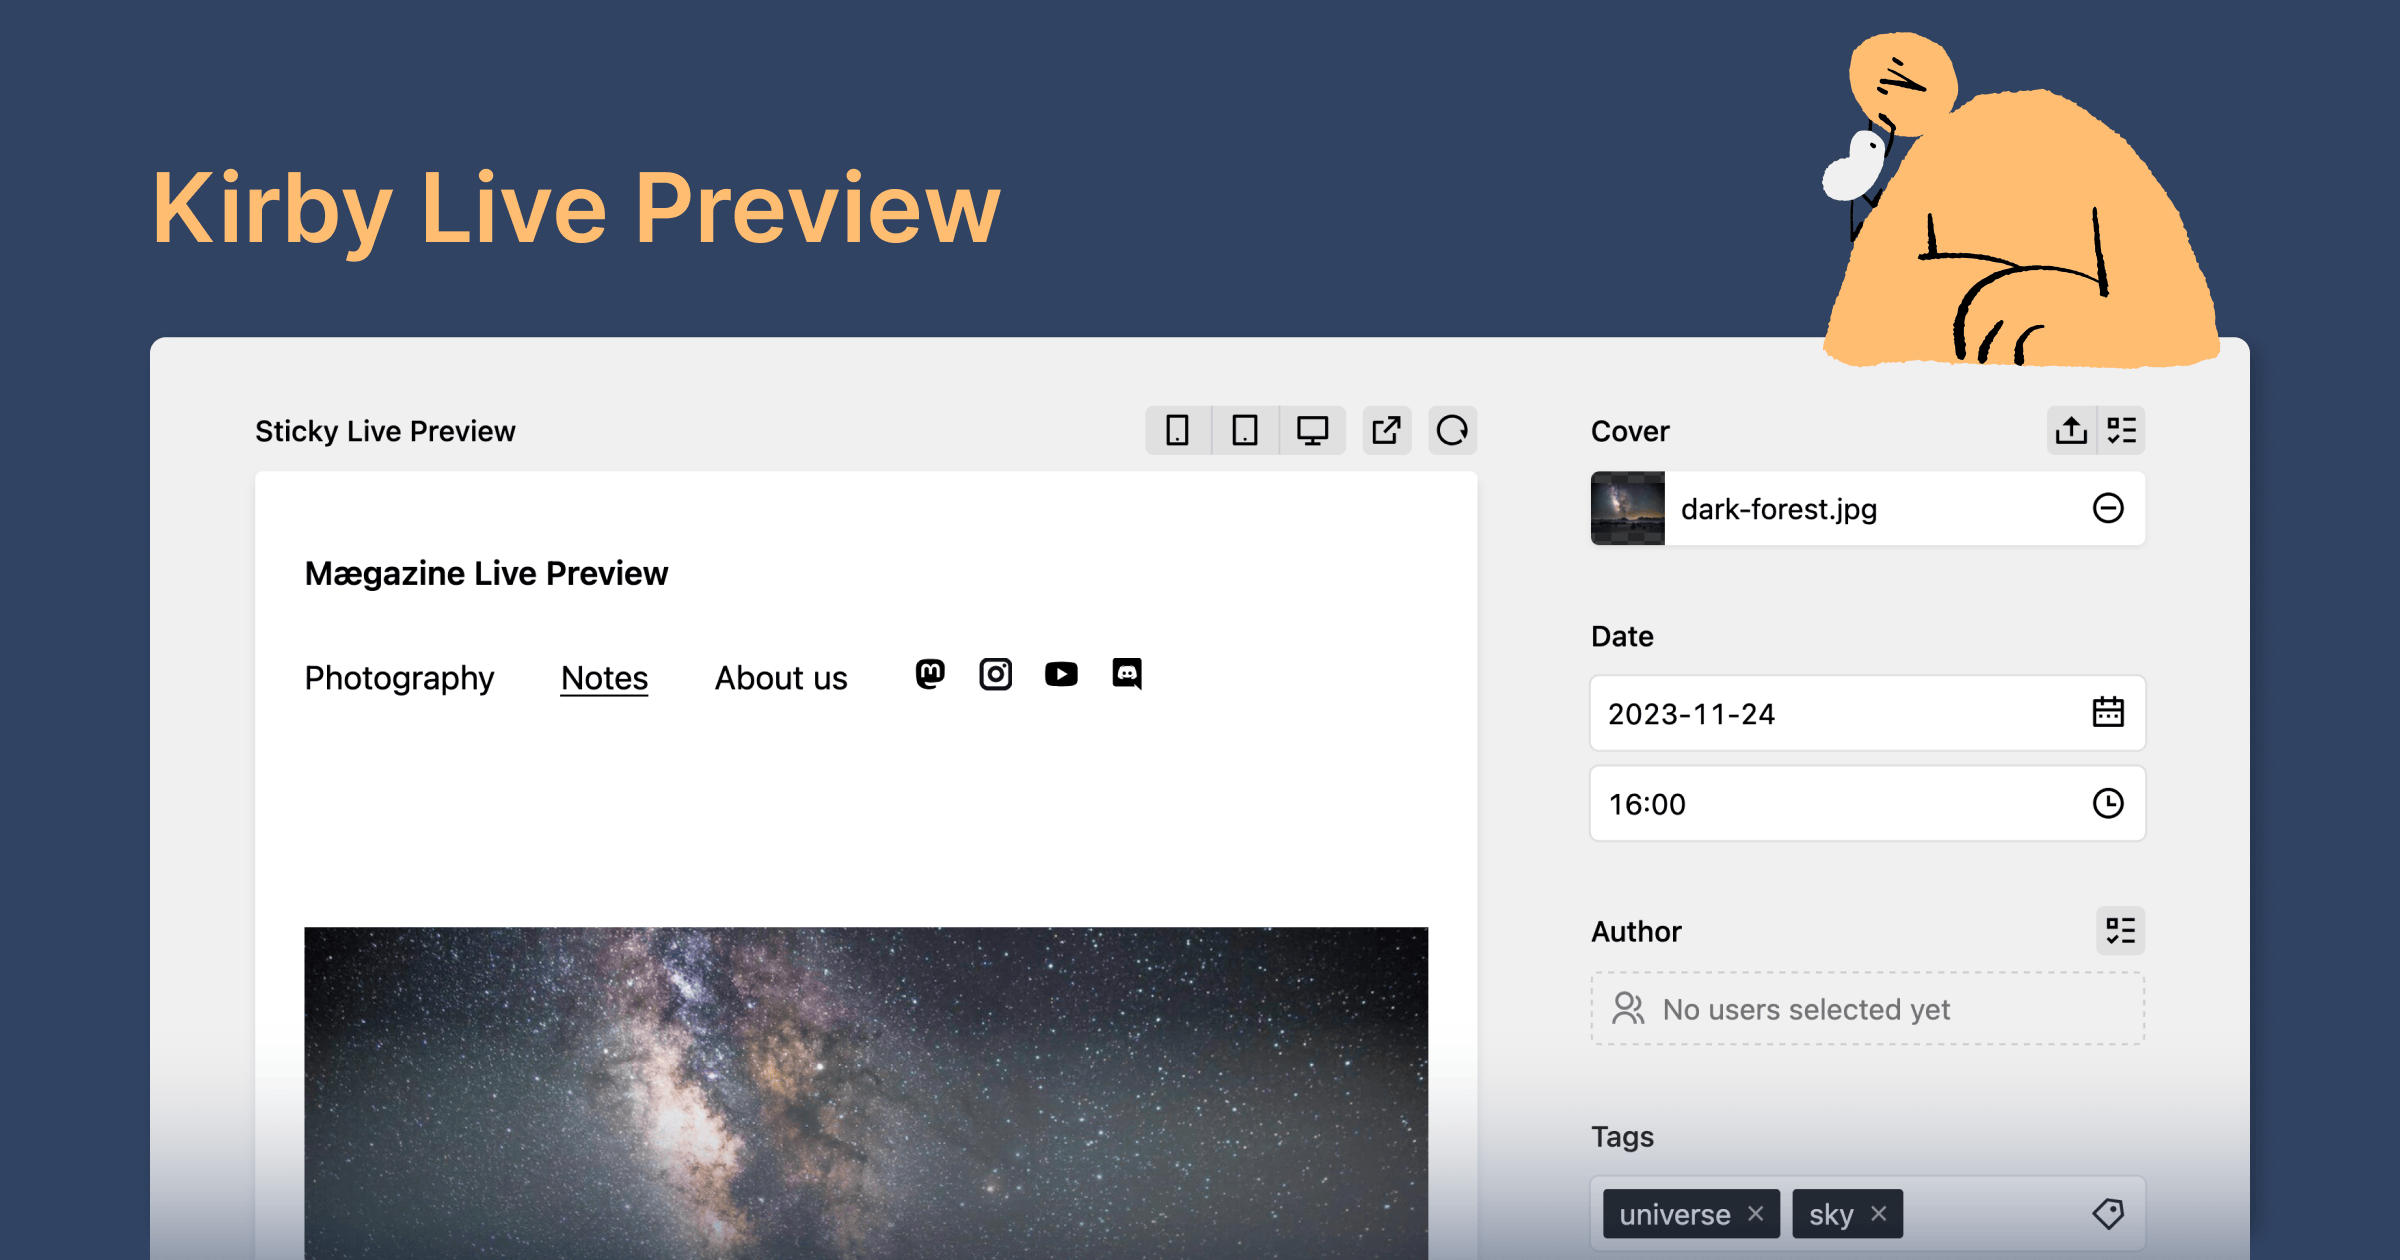 Kirby Live Preview
Sticky Live Preview
Mægazine Live Preview
Photography Notes About us
Cover
dark-forest.jpg
Date
2023-11-24
16:00
Author
No users selected yet
Tags
universe sky